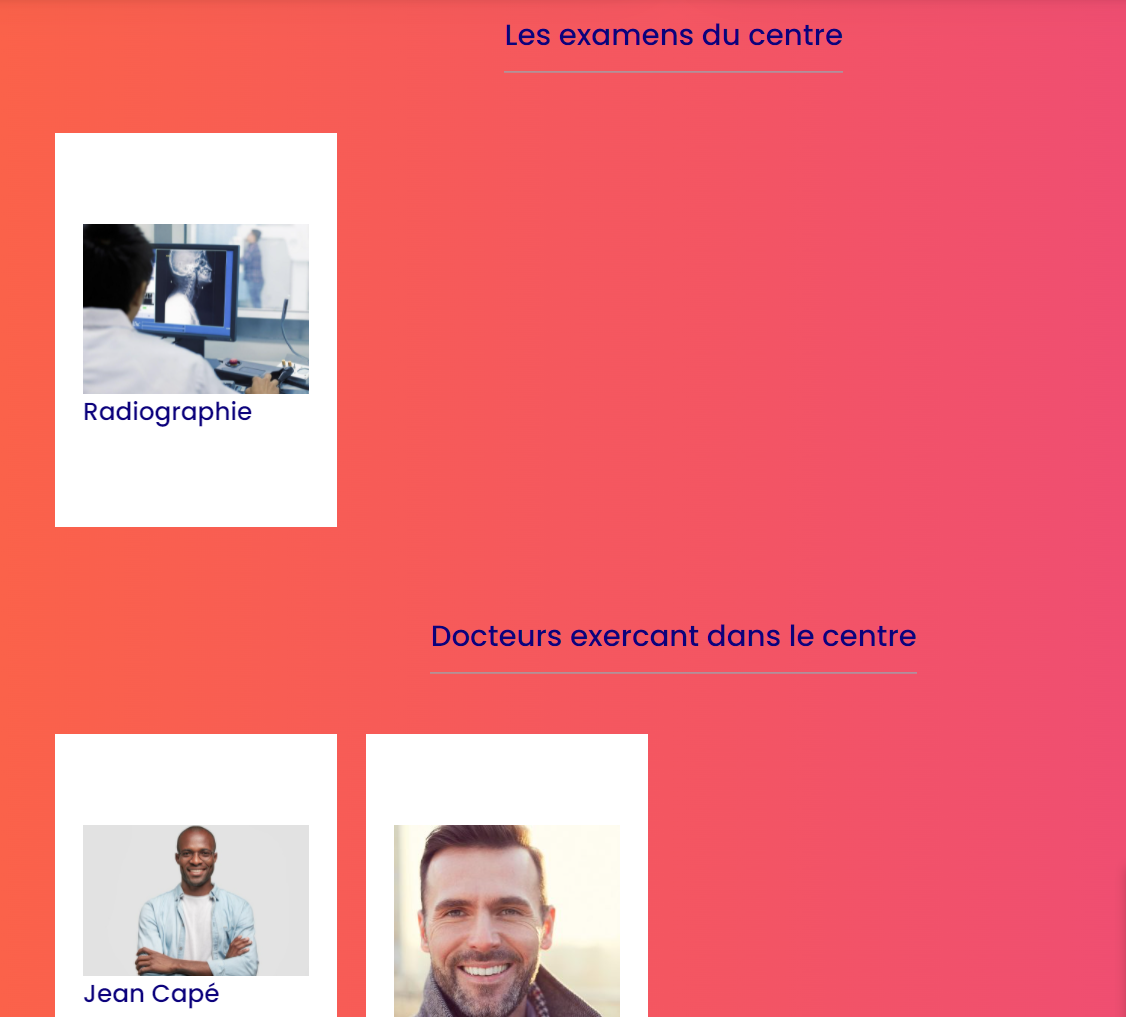 Les examens du centre
Radiographie
Docteurs exercant dans le centre
Jean Capé